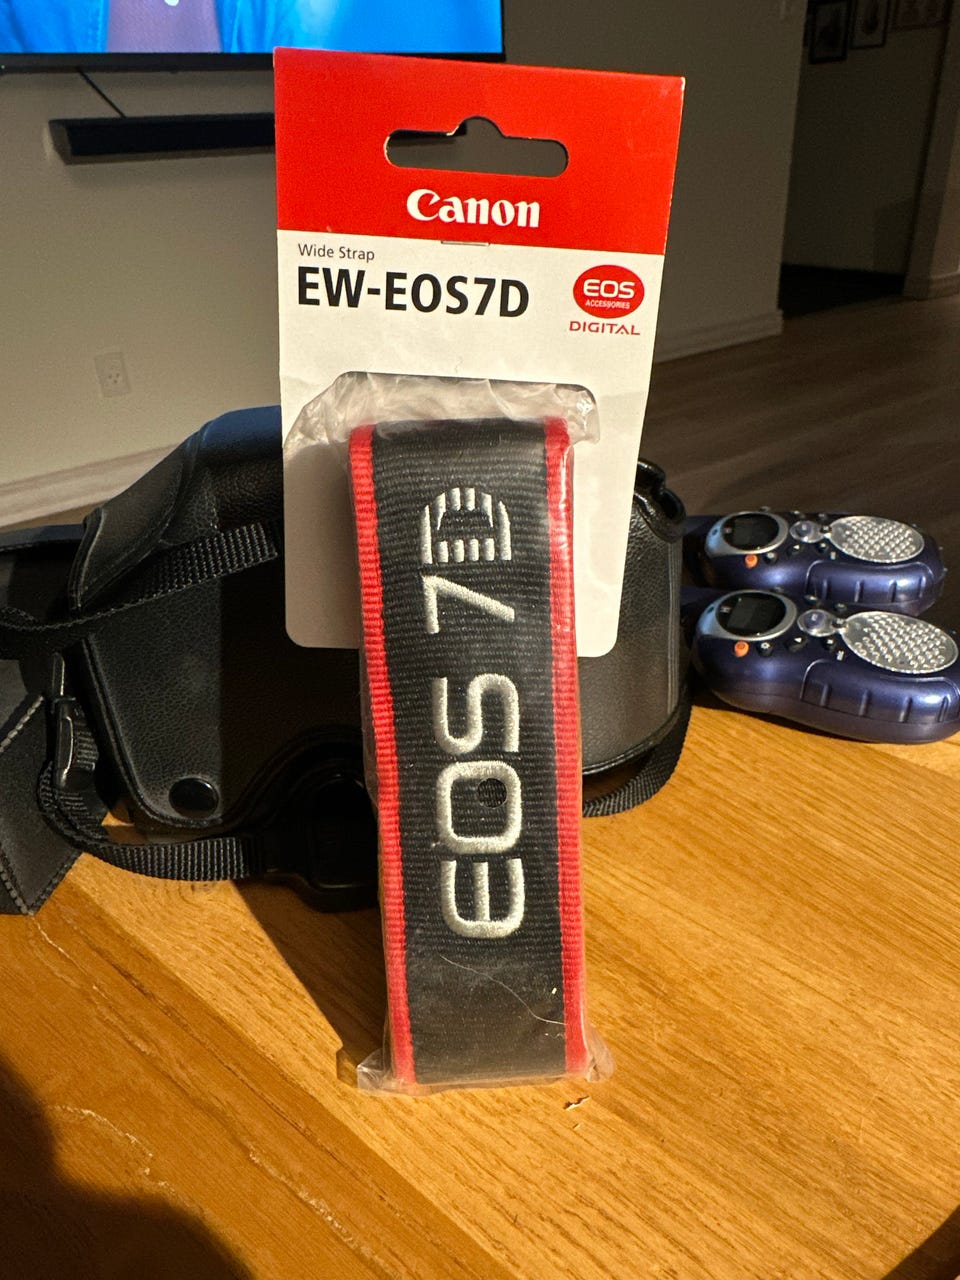 Canon
Wide Strap
EW-EOS7D
EOS
ACCESSORIES
DIGITAL
EOS 7D